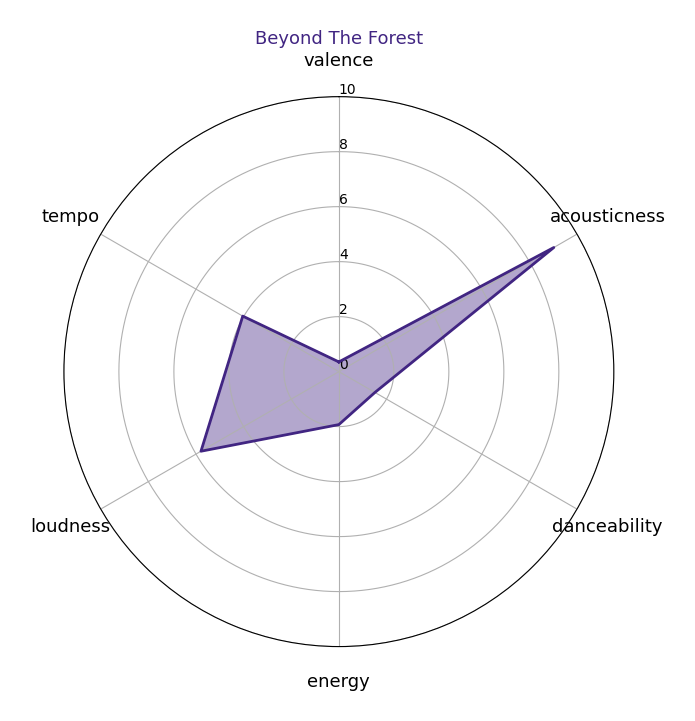 Beyond The Forest
valence
10
8
6
4
2
0
tempo
acousticness
loudness
danceability
energy